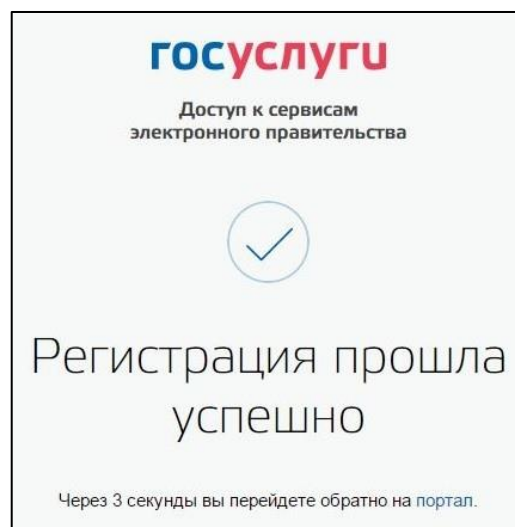 госуслуги
Доступ к сервисам
электронного правительства
Регистрация прошла
успешно
Через 3 секунды вы перейдете обратно на портал.